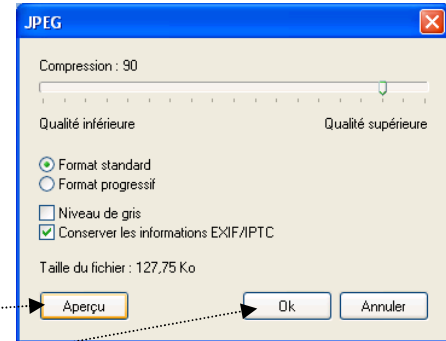 JPEG
Compression : 90
Qualité inférieure Qualité supérieure
Format standard
Format progressif
Niveau de gris
Conserver les informations EXIF/IPTC
Taille du fichier : 127,75 Ko
Aperçu Ok Annuler